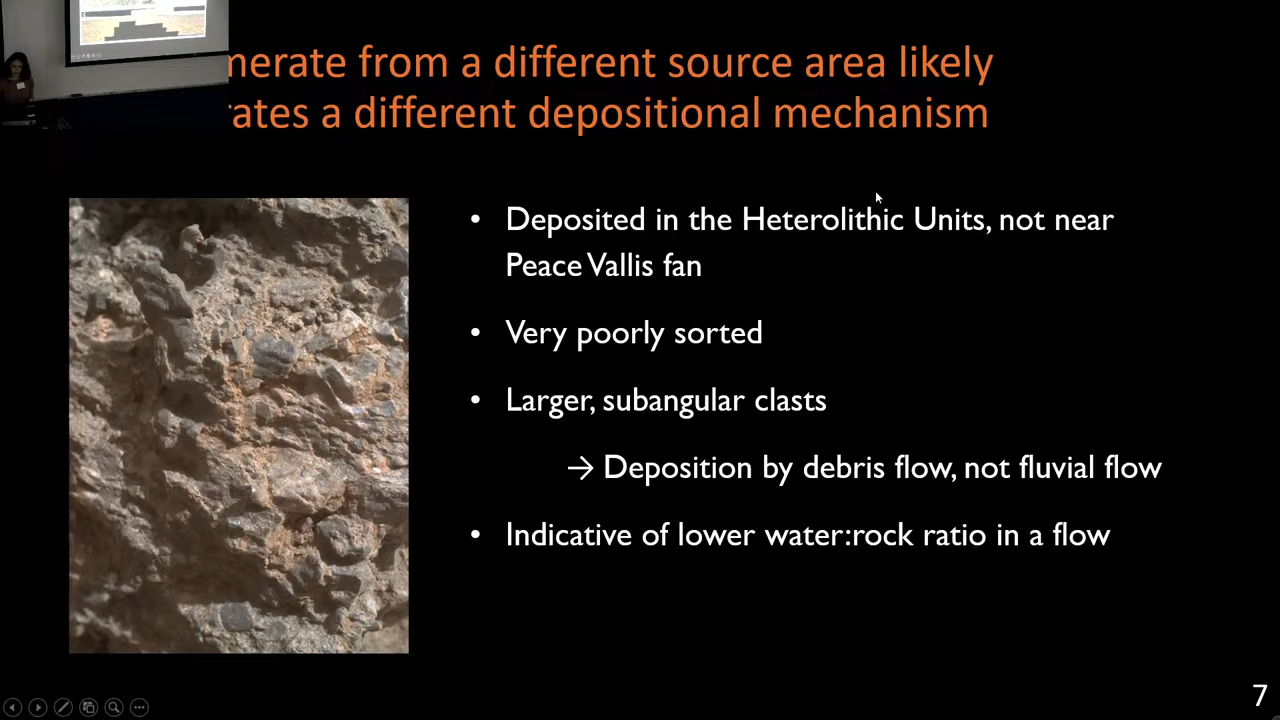 merate from a different source area likely
rates a different depositional mechanism
• Deposited in the Heterolithic Units, not near
Peace Vallis fan
• Very poorly sorted
• Larger, subangular clasts
→ Deposition by debris flow, not fluvial flow
• Indicative of lower water:rock ratio in a flow
7